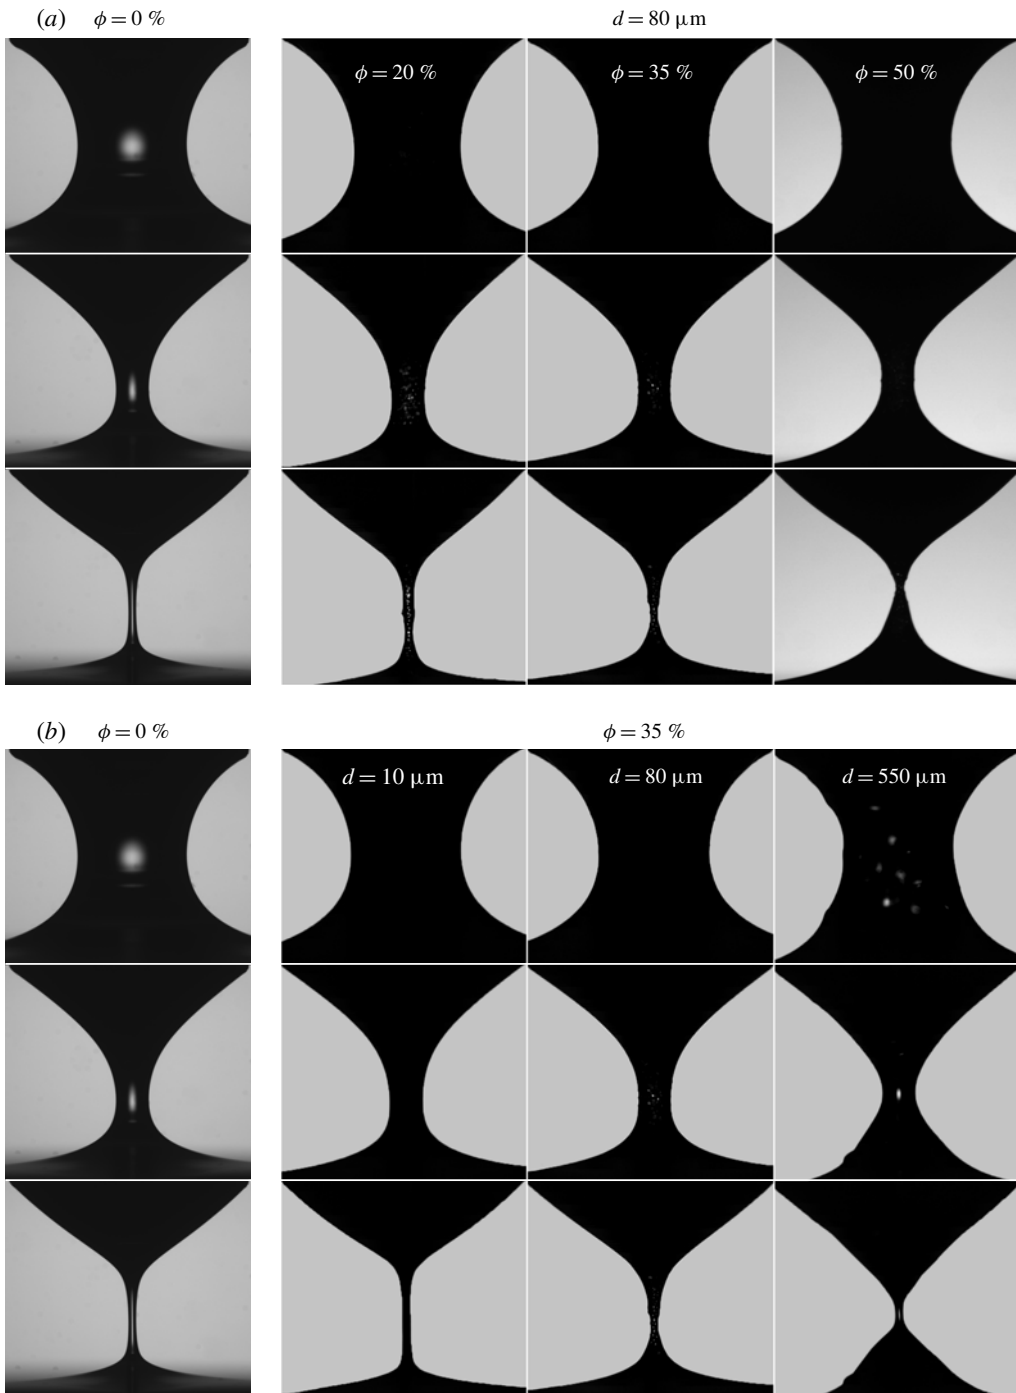 (a) ϕ = 0 % d = 80 μm
ϕ = 20 % ϕ = 35 % ϕ = 50 %
(b) ϕ = 0 % ϕ = 35 %
d = 10 μm d = 80 μm d = 550 μm